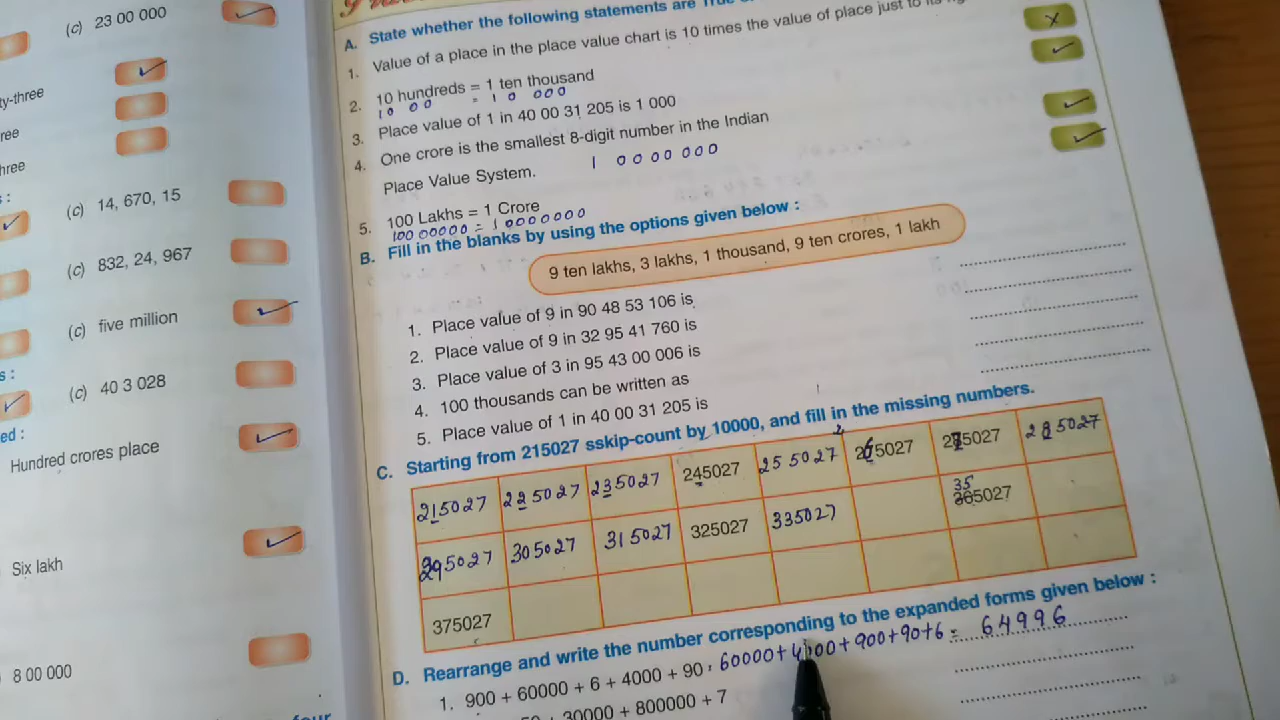 (c) 23 00 000
ty-three
ree
hree
(c) 14, 670, 15
(c) 832, 24, 967
(c) five million
s :
(c) 40 3 028
ed :
Hundred crores place
Six lakh
8 00 000
A. State whether the following statements are True
1. Value of a place in the place value chart is 10 times the value of place just to its
2. 10 hundreds = 1 ten thousand
10 00 = 10 000
3. Place value of 1 in 40 00 31 205 is 1 000
4. One crore is the smallest 8-digit number in the Indian
Place Value System. 1 0000000
5. 100 Lakhs = 1 Crore
100 00000 = 10000000
B. Fill in the blanks by using the options given below :
9 ten lakhs, 3 lakhs, 1 thousand, 9 ten crores, 1 lakh
1. Place value of 9 in 90 48 53 106 is
2. Place value of 9 in 32 95 41 760 is
3. Place value of 3 in 95 43 00 006 is
4. 100 thousands can be written as
5. Place value of 1 in 40 00 31 205 is
C. Starting from 215027 sskip-count by 10000, and fill in the missing numbers.
215027 225027 235027 245027 255027 265027 275027 285027
295027 305027 315027 325027 335027 355027
375027
D. Rearrange and write the number corresponding to the expanded forms given below :
1. 900 + 60000 + 6 + 4000 + 90 = 60000+4000+900+90+6 = 64996
30000 + 800000 + 7